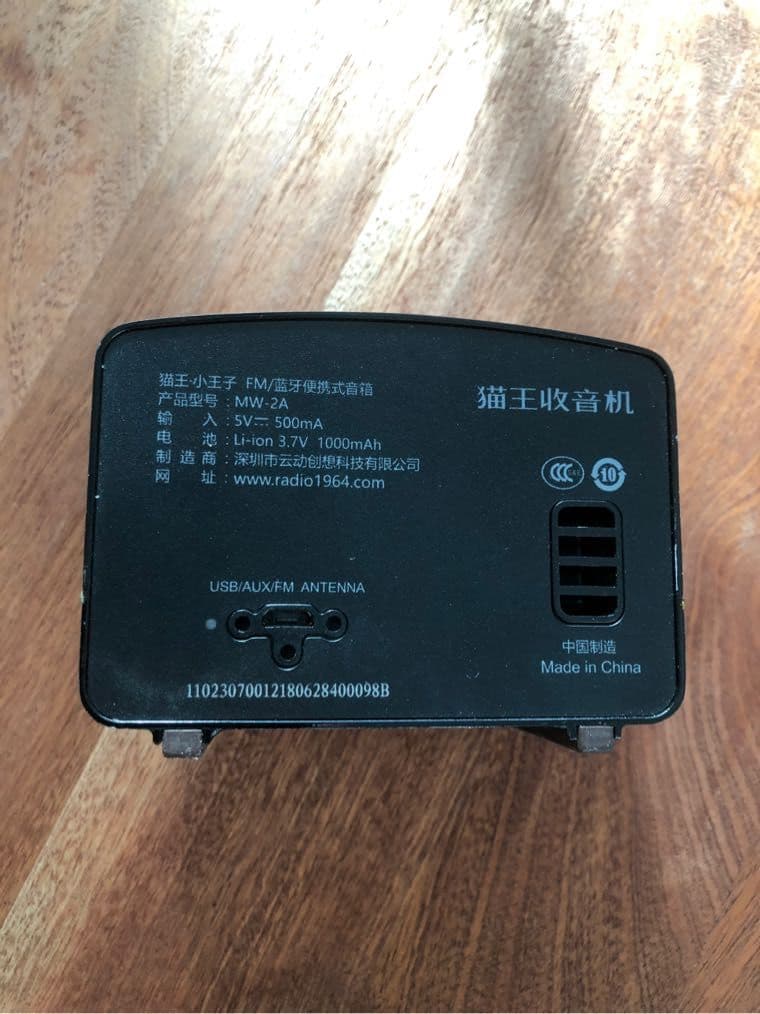 猫王·小王子 FM/蓝牙便携式音箱
产品型号：MW-2A
输 入：5V⎓ 500mA
电 池：Li-ion 3.7V 1000mAh
制 造 商：深圳市云动创想科技有限公司
网 址：www.radio1964.com
猫王收音机
CCC
10
USB/AUX/FM ANTENNA
中国制造
Made in China
11023070012180628400098B